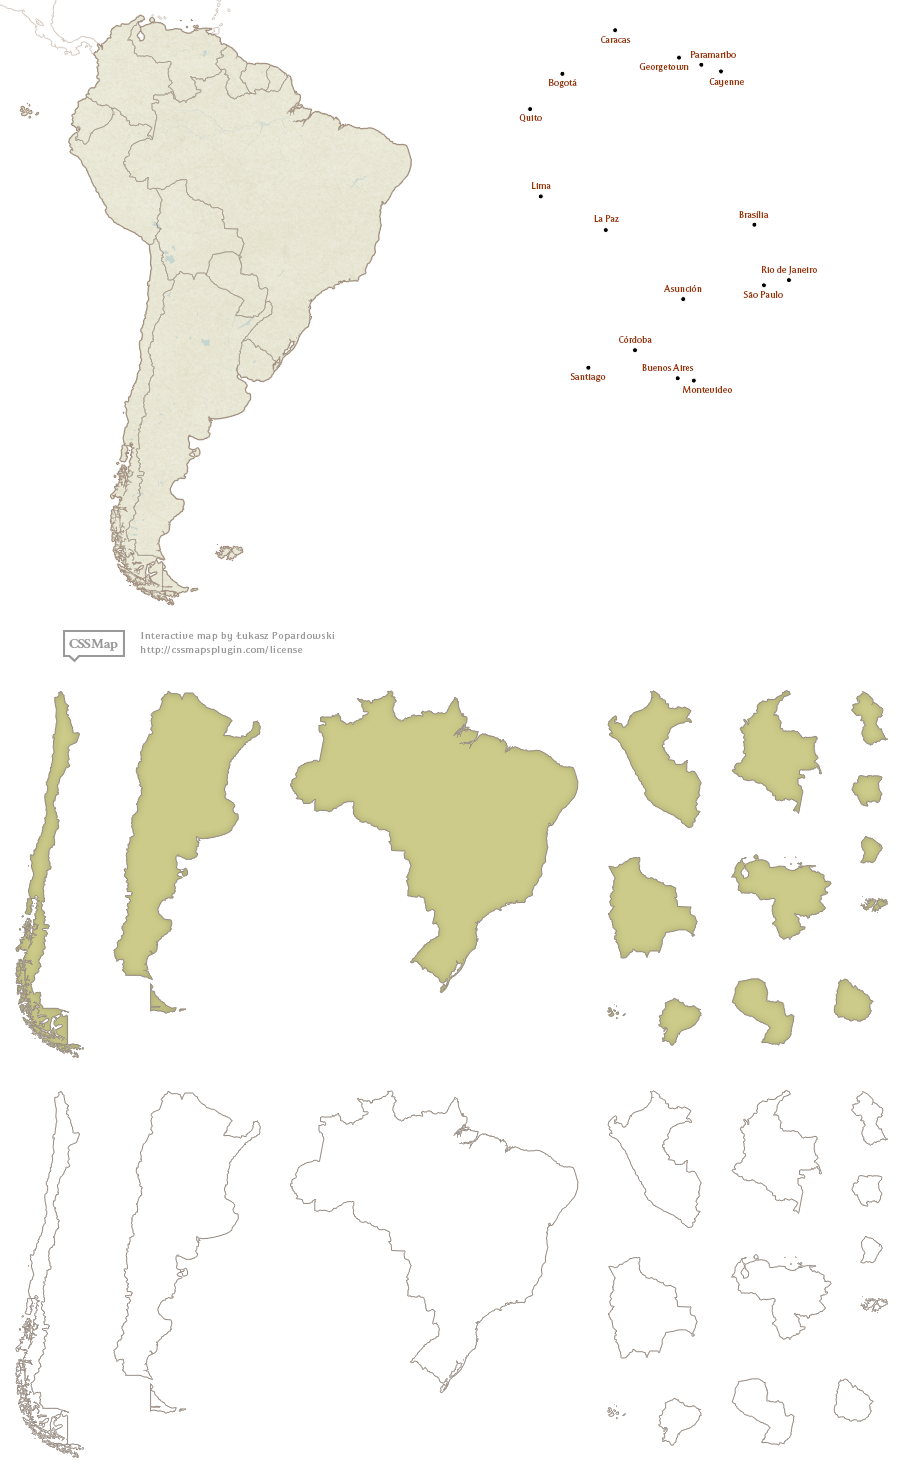 Caracas
Paramaribo
Georgetown
Cayenne
Bogotá
Quito
Lima
La Paz
Brasília
Rio de Janeiro
Asunción
São Paulo
Córdoba
Buenos Aires
Santiago
Montevideo
CSSMap
Interactive map by Łukasz Popardowski
http://cssmapsplugin.com/license